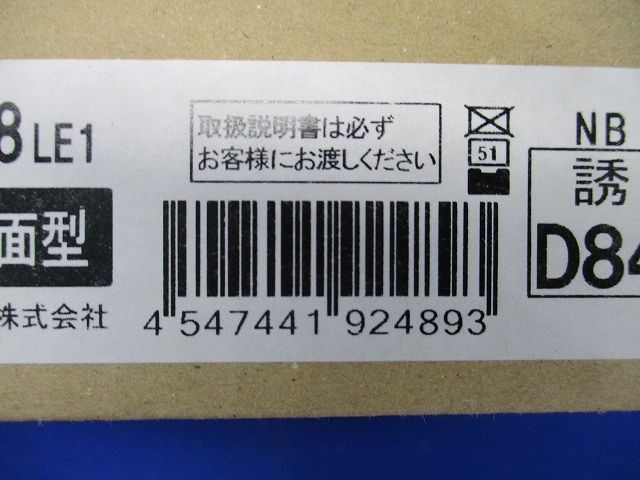 8 LE1
面型
株式会社
取扱説明書は必ず
お客様にお渡しください
51
4 547441 924893
NB
誘
D84